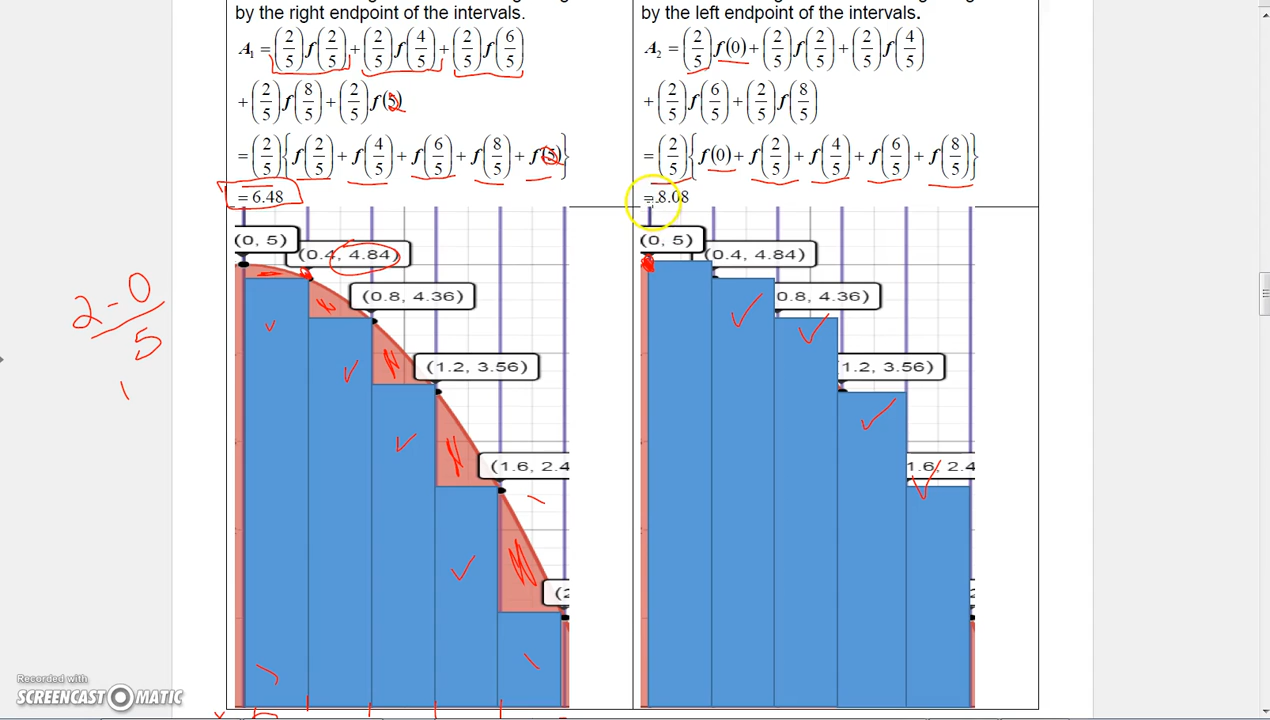 by the right endpoint of the intervals.
A₁ = (2/5) f(2/5) + (2/5) f(4/5) + (2/5) f(6/5)
+ (2/5) f(8/5) + (2/5) f(2)
= (2/5) { f(2/5) + f(4/5) + f(6/5) + f(8/5) + f(2) }
= 6.48
by the left endpoint of the intervals.
A₂ = (2/5) f(0) + (2/5) f(2/5) + (2/5) f(4/5)
+ (2/5) f(6/5) + (2/5) f(8/5)
= (2/5) { f(0) + f(2/5) + f(4/5) + f(6/5) + f(8/5) }
= 8.08
(0, 5)
(0.4, 4.84)
(0.8, 4.36)
(1.2, 3.56)
(1.6, 2.4
(2
(0, 5)
(0.4, 4.84)
0.8, 4.36)
1.2, 3.56)
1.6, 2.4
2 - 0
5
Recorded with
SCREENCAST MATIC